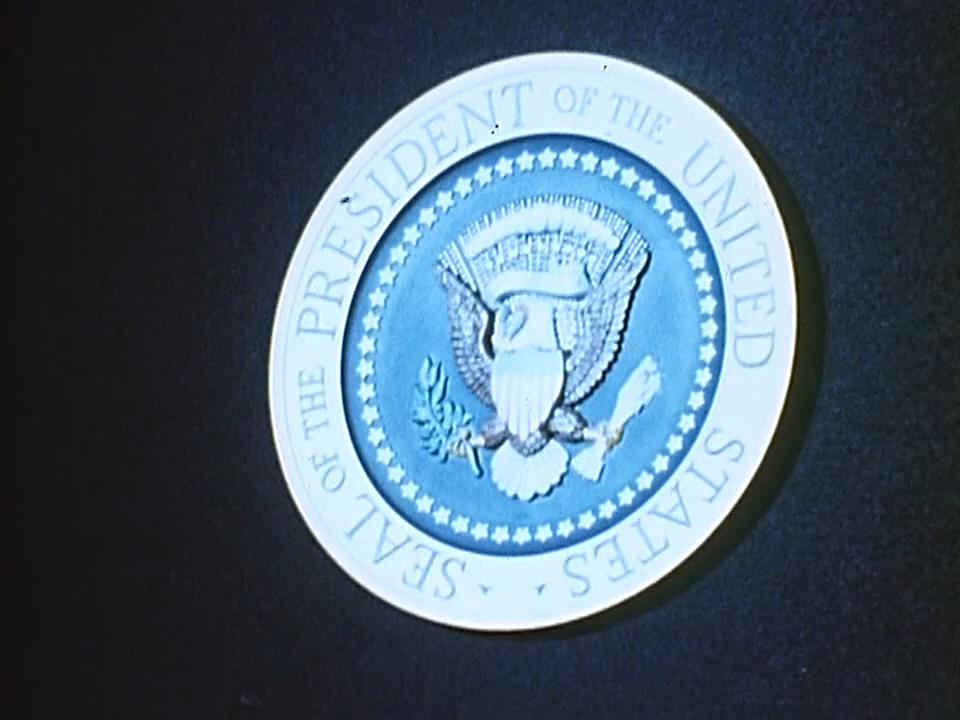 SEAL OF THE PRESIDENT OF THE UNITED STATES